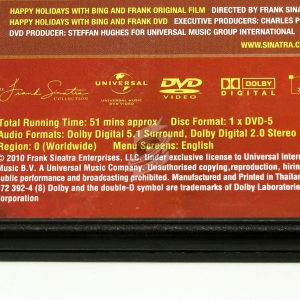 HAPPY HOLIDAYS WITH BING AND FRANK ORIGINAL FILM DIRECTED BY FRANK SINA
HAPPY HOLIDAYS WITH BING AND FRANK DVD EXECUTIVE PRODUCERS: CHARLES P
DVD PRODUCER: STEFFAN HUGHES FOR UNIVERSAL MUSIC GROUP INTERNATIONAL
WWW.SINATRA.C
Frank Sinatra
COLLECTION
UNIVERSAL
UNIVERSAL MUSIC DVD
DVD
VIDEO
DOLBY
DIGITAL
Total Running Time: 51 mins approx Disc Format: 1 x DVD-5
Audio Formats: Dolby Digital 5.1 Surround, Dolby Digital 2.0 Stereo
Region: 0 (Worldwide) Menu Screens: English
© 2010 Frank Sinatra Enterprises, LLC. Under exclusive license to Universal Intern
Music B.V. A Universal Music Company. Unauthorised copying, reproduction, hirin
public performance and broadcasting prohibited. Manufactured and Printed in Thailan
72 392-4 (8) Dolby and the double-D symbol are trademarks of Dolby Laboratorie
orporation